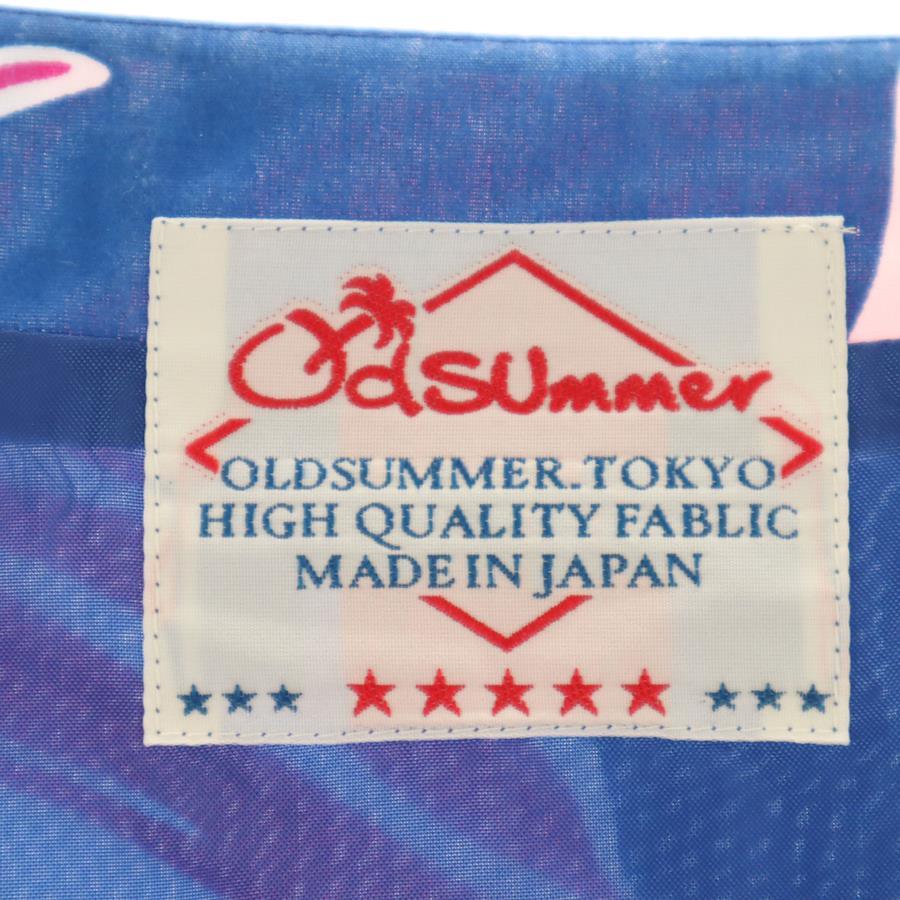 Oldsummer
OLDSUMMER.TOKYO
HIGH QUALITY FABLIC
MADE IN JAPAN